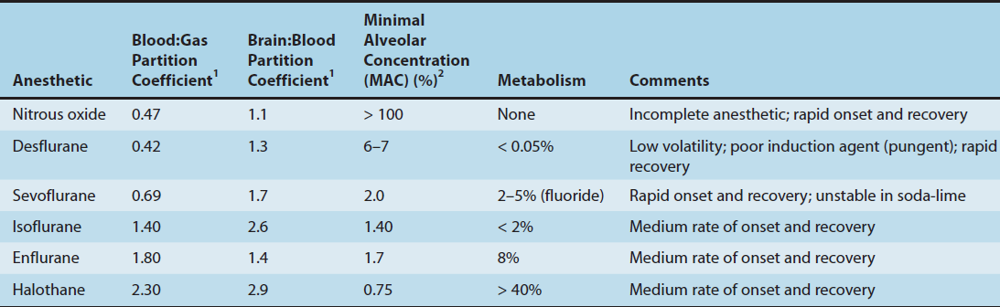 Anesthetic Blood:Gas Partition Coefficient1 Brain:Blood Partition Coefficient1 Minimal Alveolar Concentration (MAC) (%)2 Metabolism Comments
Nitrous oxide 0.47 1.1 > 100 None Incomplete anesthetic; rapid onset and recovery
Desflurane 0.42 1.3 6–7 < 0.05% Low volatility; poor induction agent (pungent); rapid
recovery
Sevoflurane 0.69 1.7 2.0 2–5% (fluoride) Rapid onset and recovery; unstable in soda-lime
Isoflurane 1.40 2.6 1.40 < 2% Medium rate of onset and recovery
Enflurane 1.80 1.4 1.7 8% Medium rate of onset and recovery
Halothane 2.30 2.9 0.75 > 40% Medium rate of onset and recovery